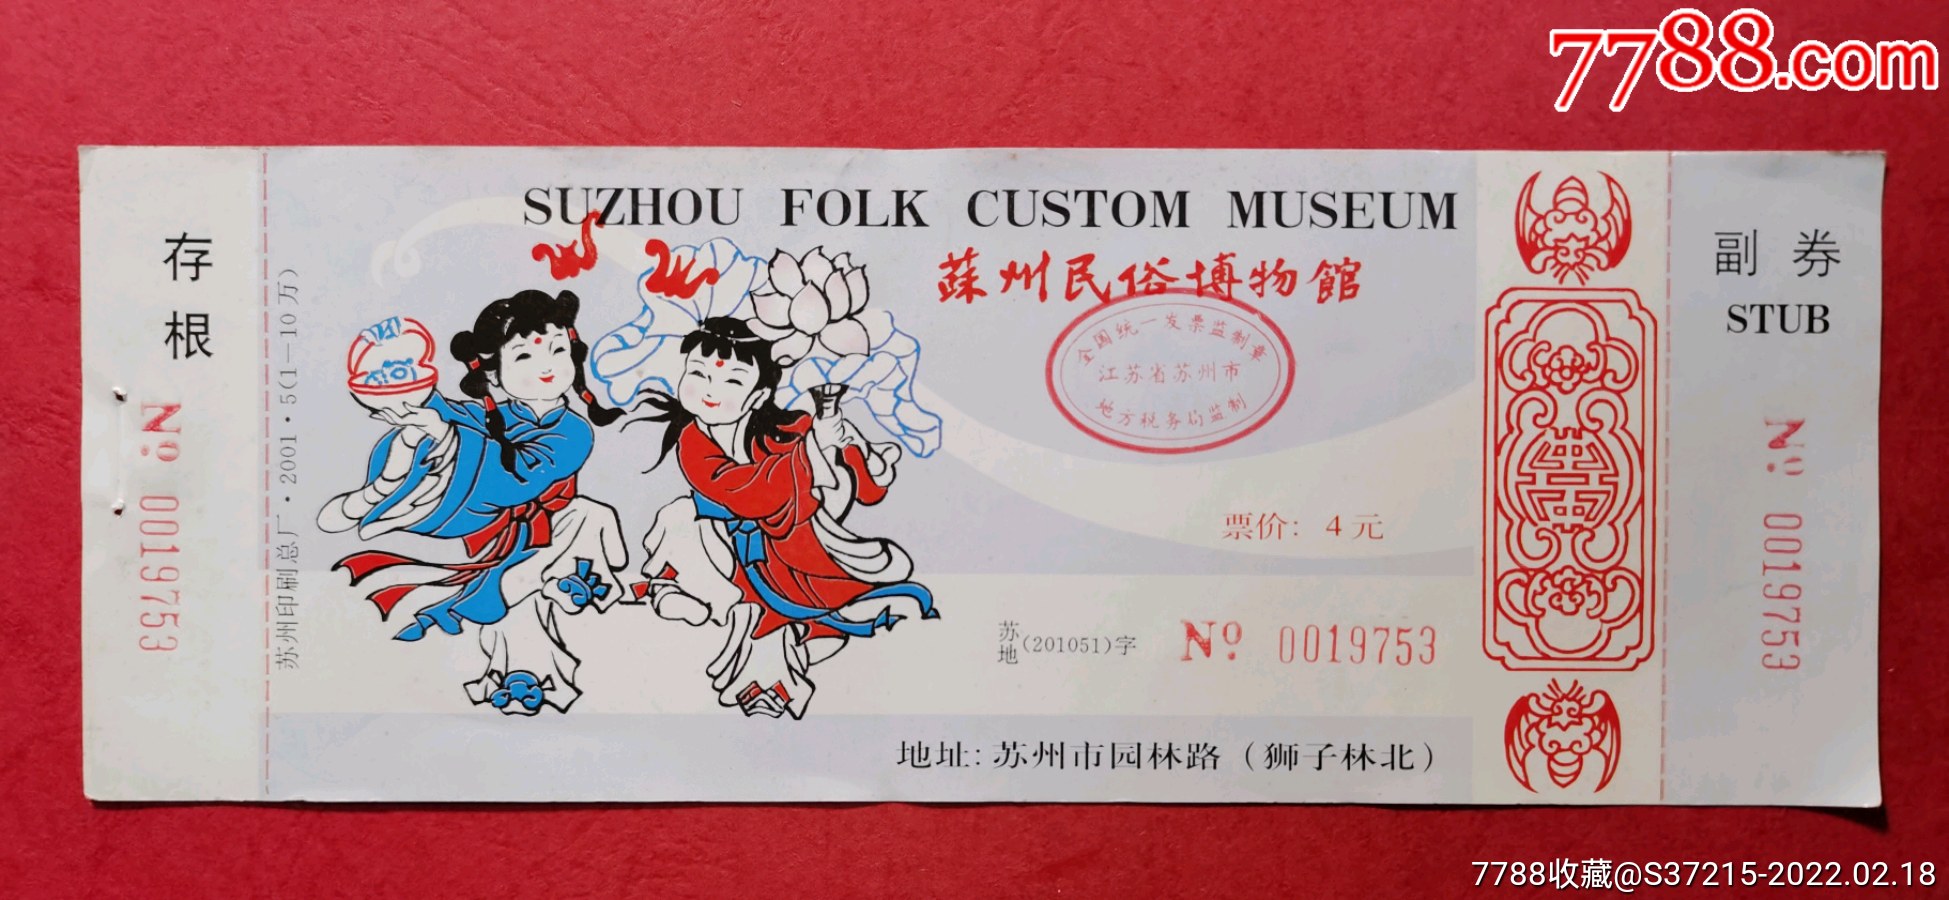 7788.com
存根
№ 0019753
苏州印刷总厂·2001·5(1—10万)
SUZHOU FOLK CUSTOM MUSEUM
蘇州民俗博物館
全国统一发票监制章
江苏省苏州市
地方税务局监制
票价：4元
苏地(201051)字 № 0019753
地址：苏州市园林路（狮子林北）
副券
STUB
№ 0019753
7788收藏@S37215-2022.02.18